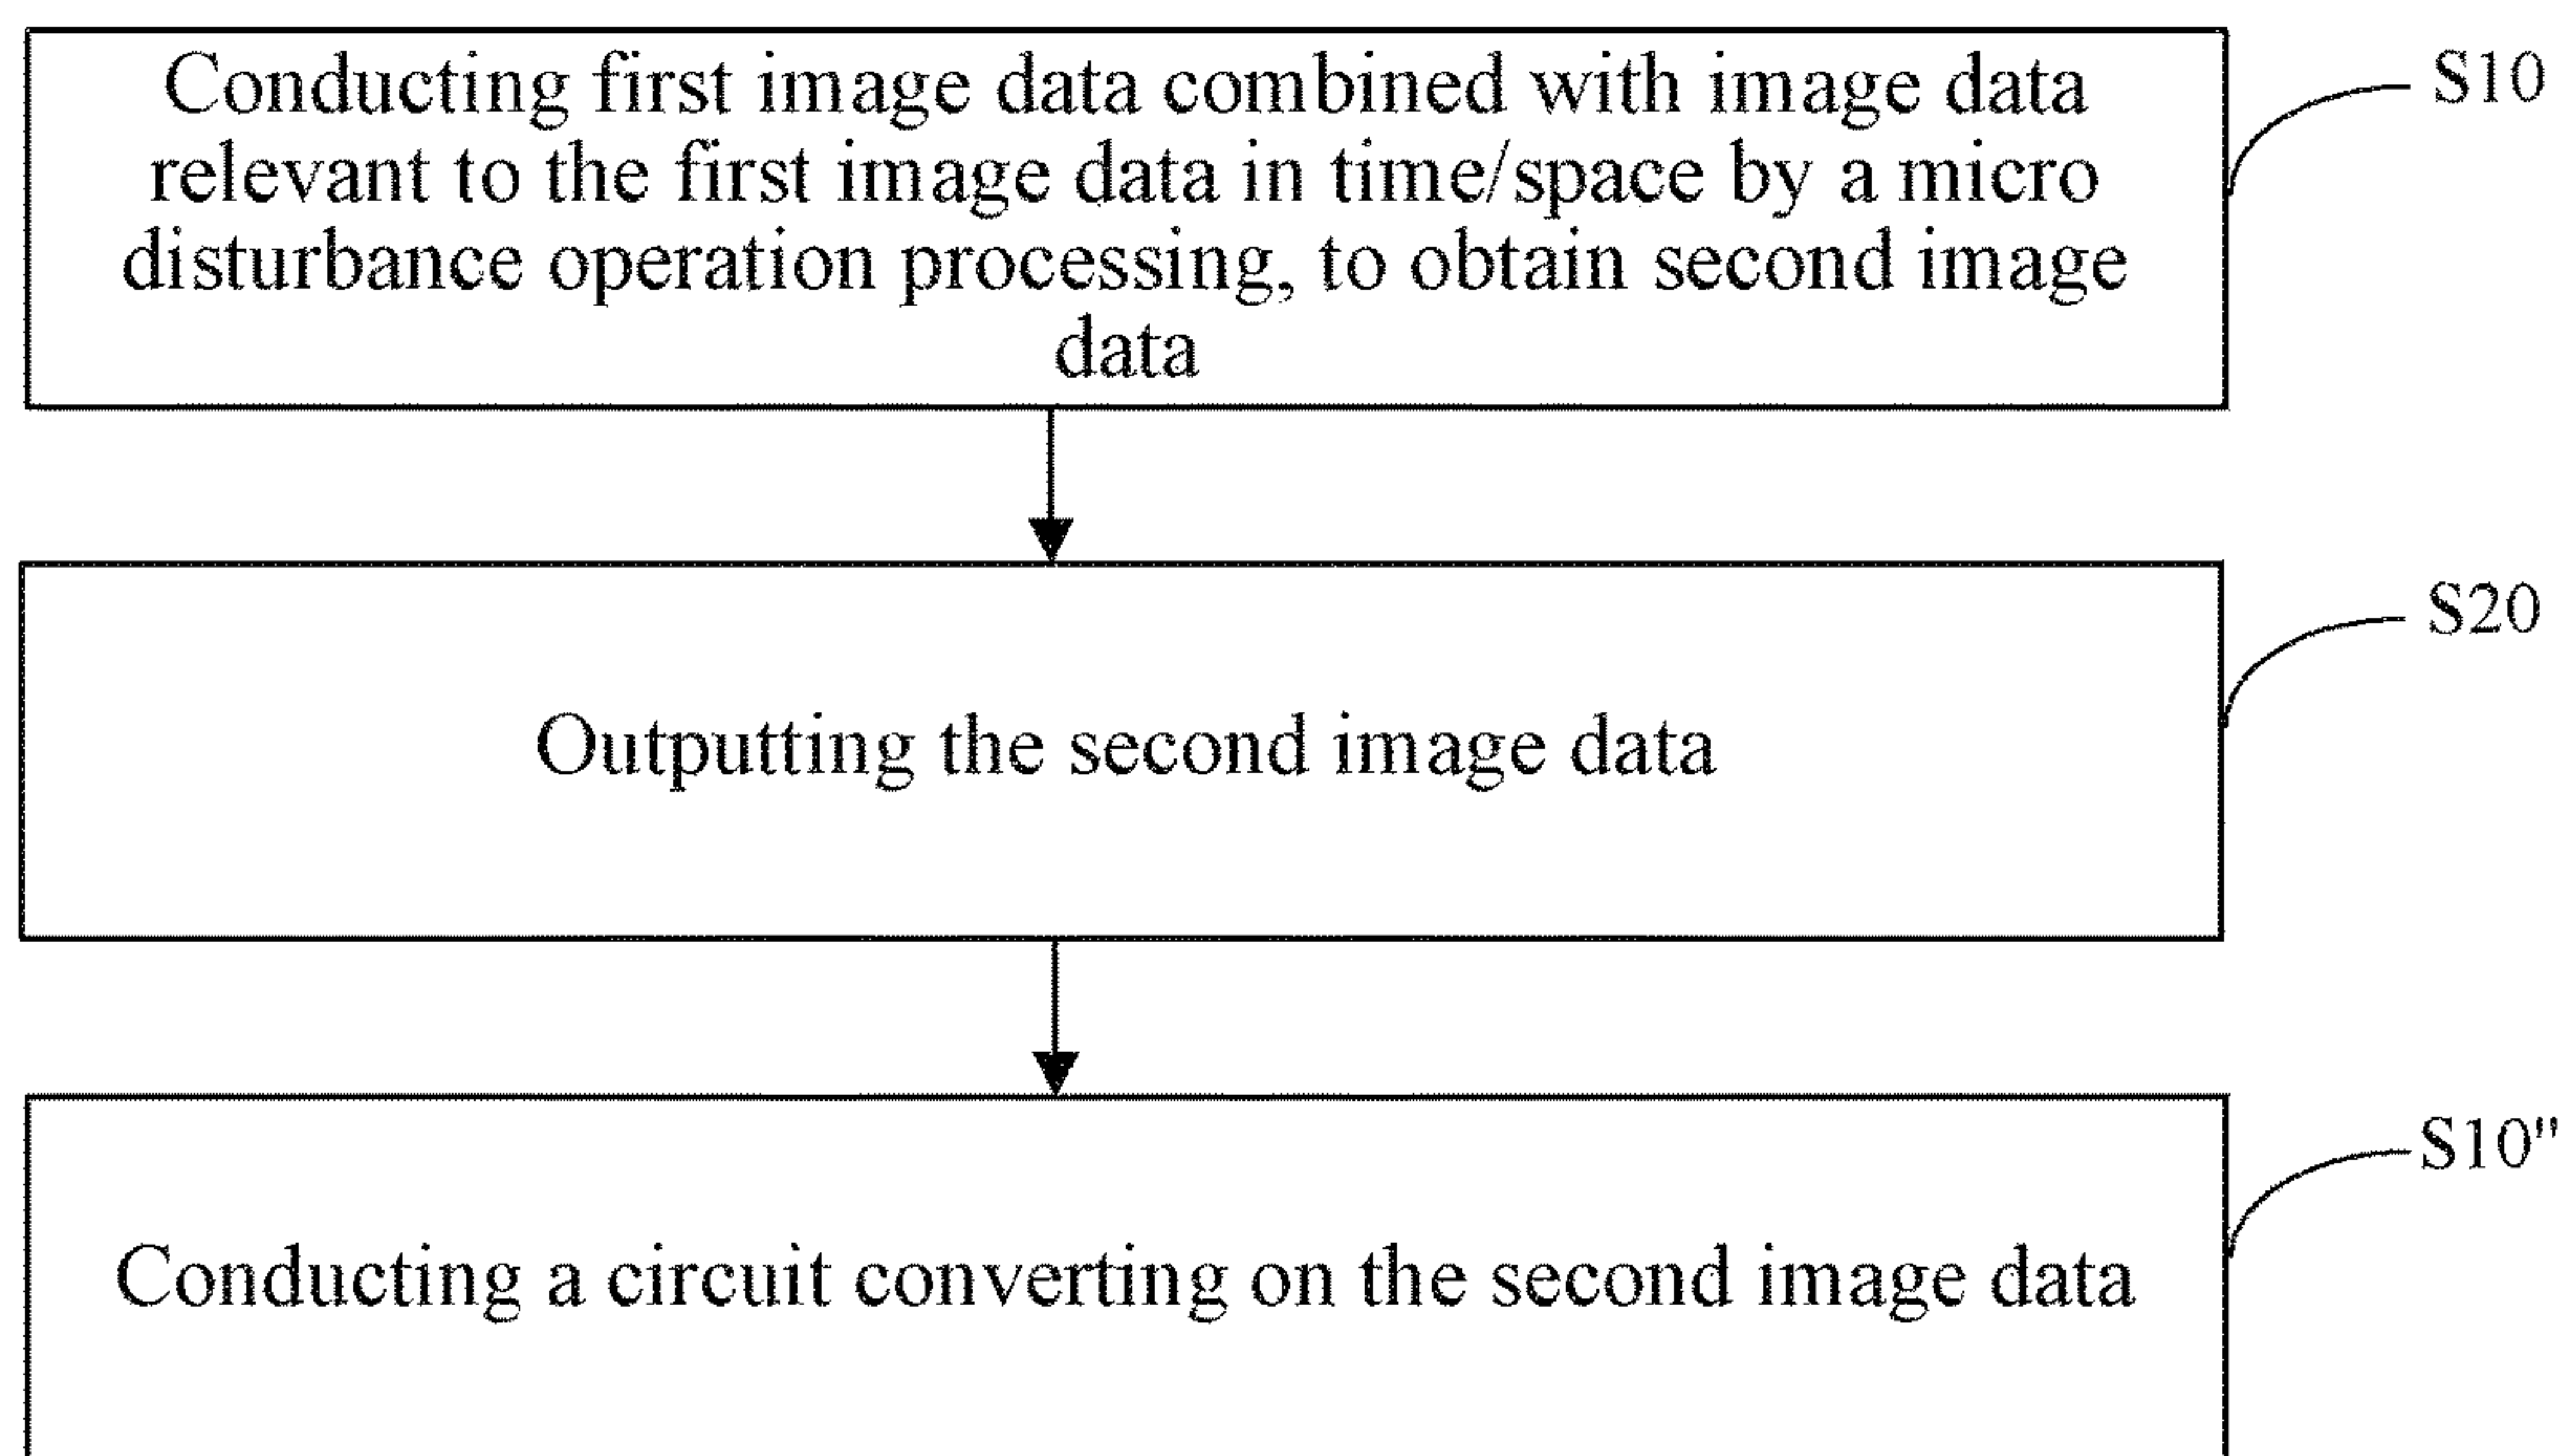 Conducting first image data combined with image data
S10
relevant to the first image data in time/space by a micro
disturbance operation processing, to obtain second image
data
S20
Outputting the second image data
S10"
Conducting a circuit converting on the second image data